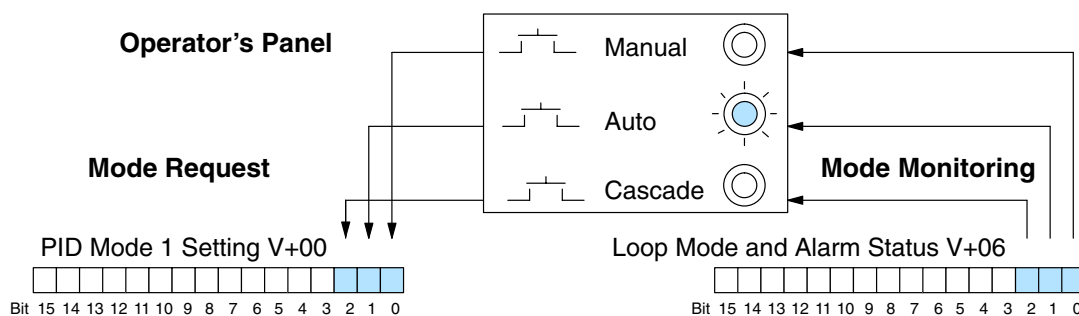 Operator's Panel
Manual
Auto
Cascade
Mode Request
Mode Monitoring
PID Mode 1 Setting V+00
Bit 15 14 13 12 11 10 9 8 7 6 5 4 3 2 1 0
Loop Mode and Alarm Status V+06
Bit 15 14 13 12 11 10 9 8 7 6 5 4 3 2 1 0